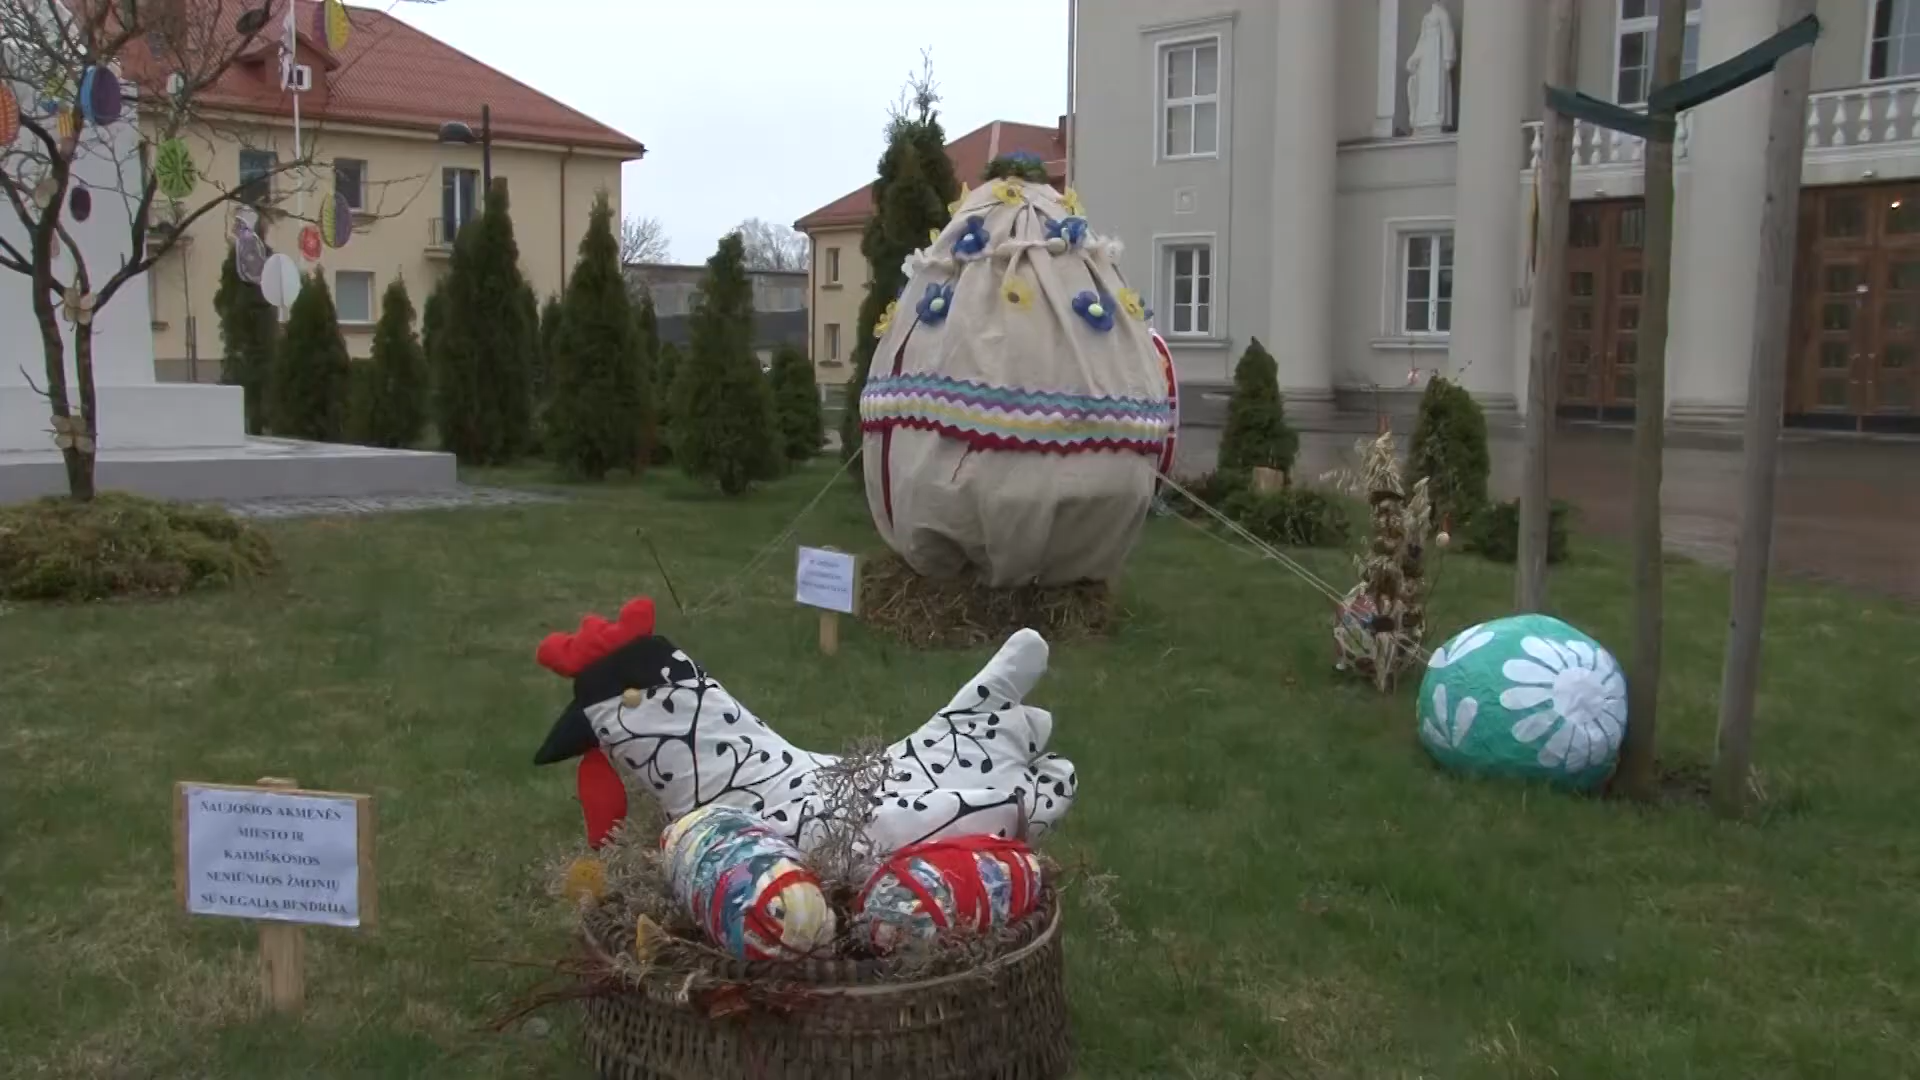 NAUJOSIOS AKMENĖS
MIESTO IR
KAIMIŠKOSIOS
SENIŪNIJOS ŽMONIŲ
SU NEGALIA BENDRIJA